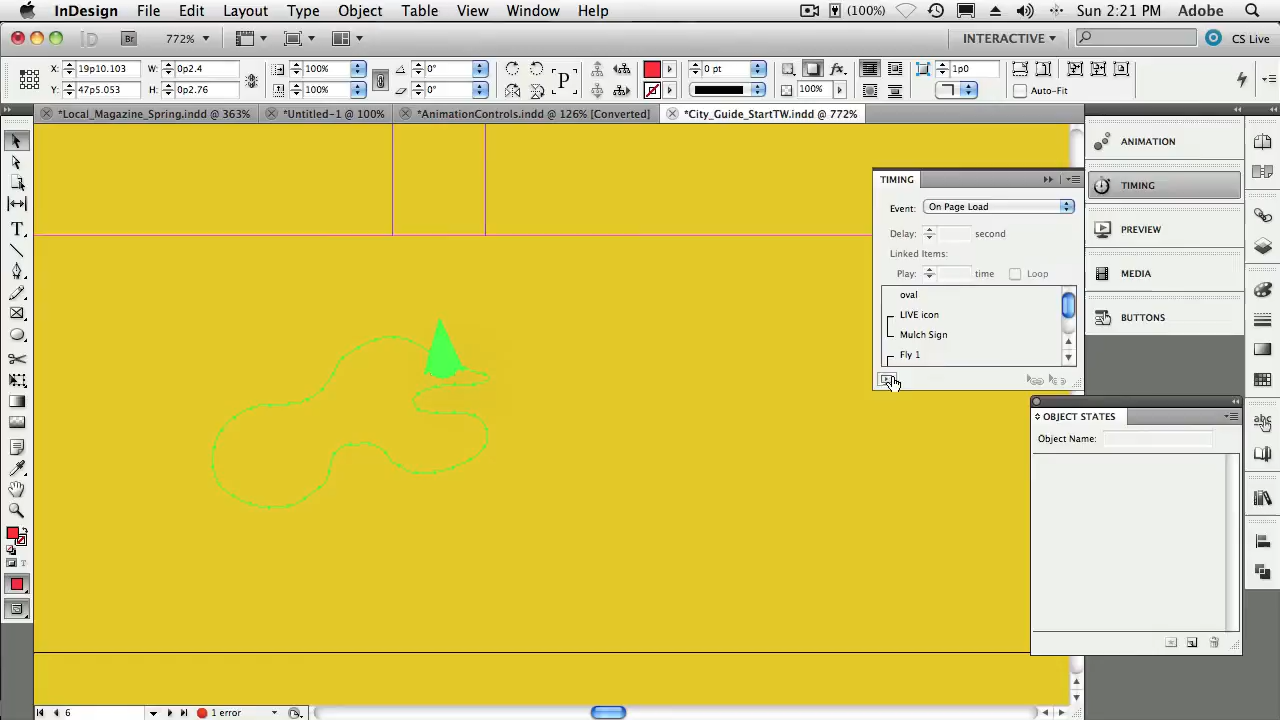 InDesign File Edit Layout Type Object Table View Window Help (100%) Sun 2:21 PM Adobe
Id Br 772% INTERACTIVE CS Live
X: 19p10.103 W: 0p2.4 100% 0° P 0 pt fx 1p0
Y: 47p5.053 H: 0p2.76 100% 0° 100% Auto-Fit
*Local_Magazine_Spring.indd @ 363% *Untitled-1 @ 100% *AnimationControls.indd @ 126% [Converted] *City_Guide_StartTW.indd @ 772%
ANIMATION
TIMING
PREVIEW
MEDIA
BUTTONS
TIMING
Event: On Page Load
Delay: second
Linked Items:
Play: time Loop
oval
LIVE icon
Mulch Sign
Fly 1
OBJECT STATES
Object Name:
T
T
abc
6 1 error